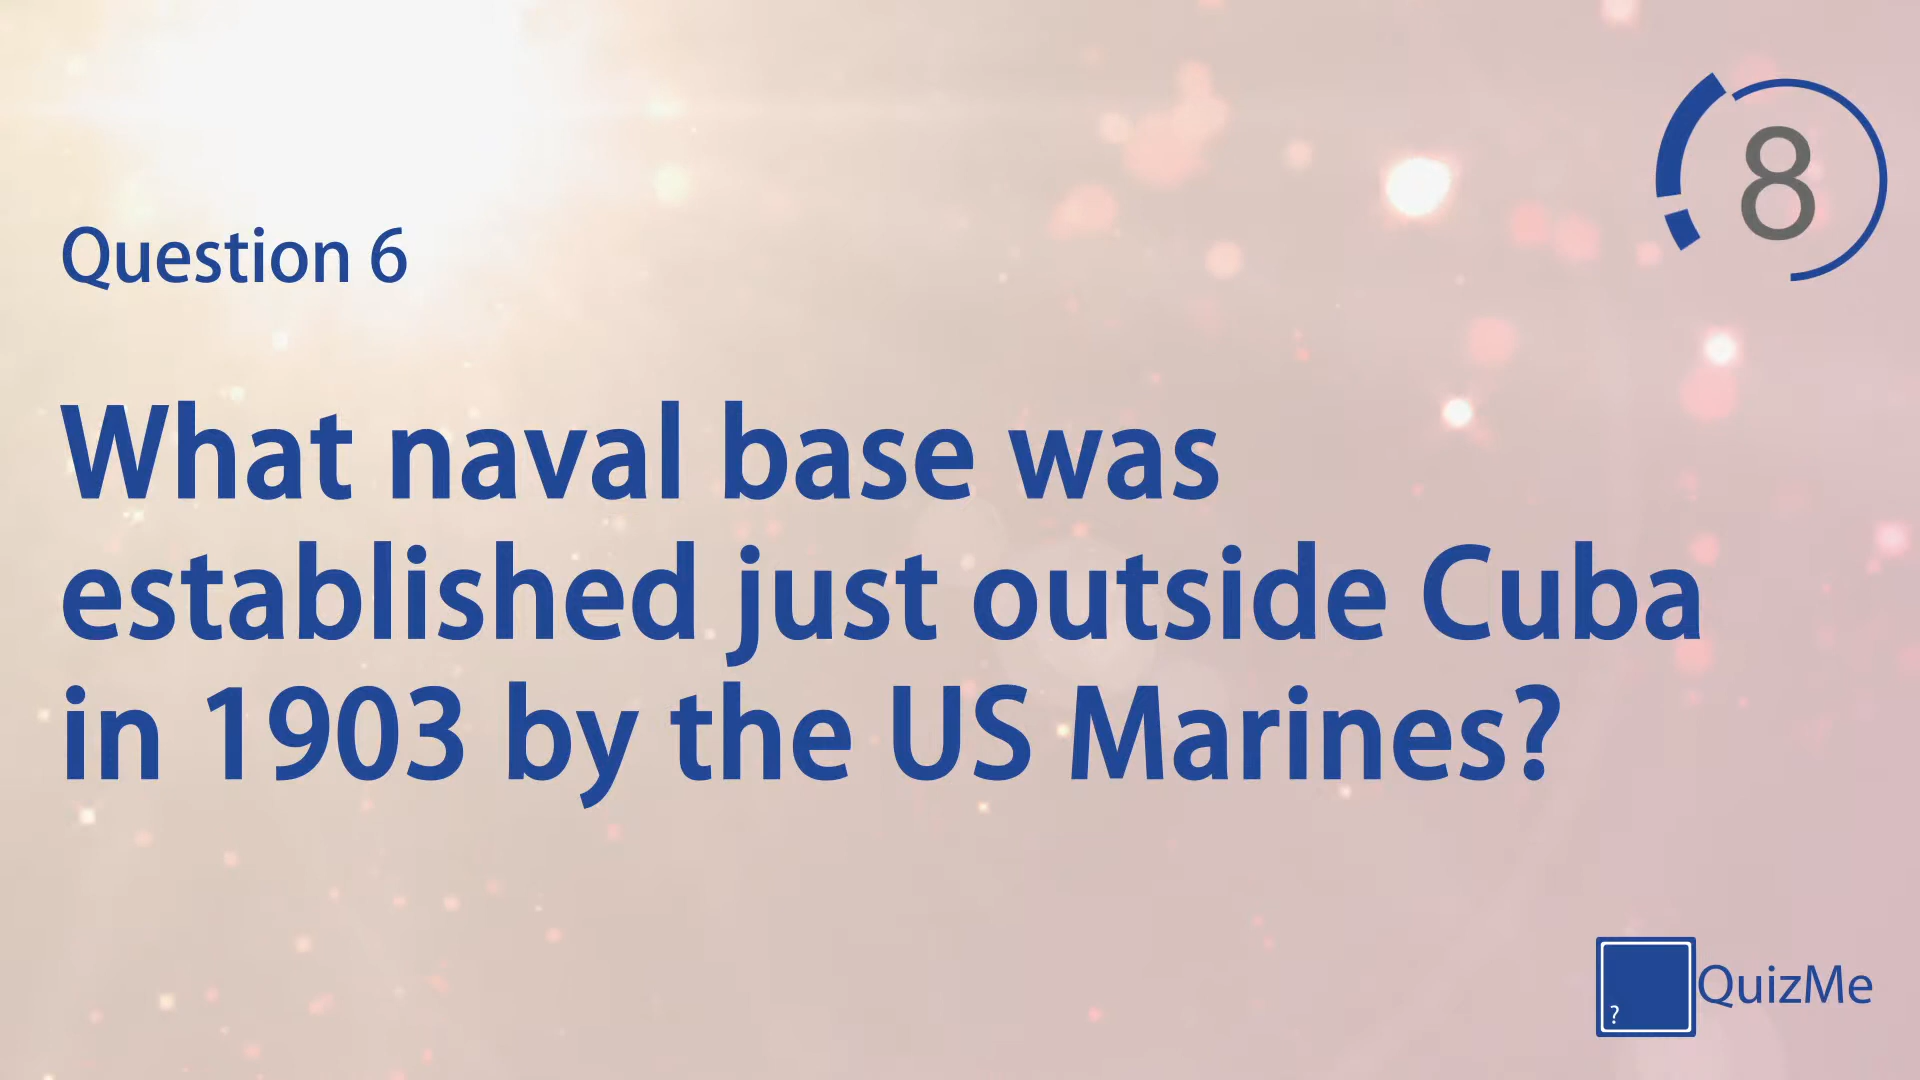 Question 6
8
What naval base was
established just outside Cuba
in 1903 by the US Marines?
?
QuizMe